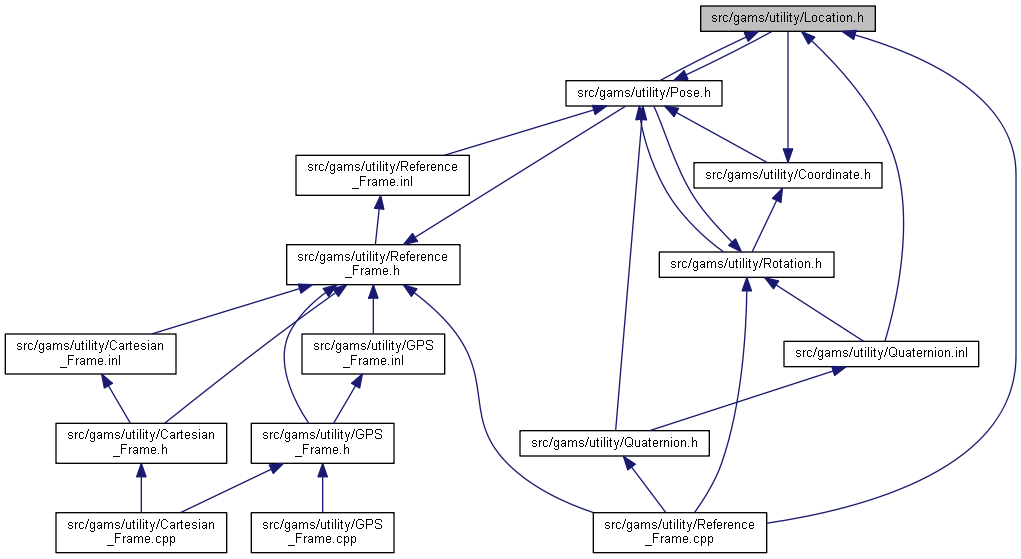 src/gams/utility/Location.h
src/gams/utility/Pose.h
src/gams/utility/Reference
_Frame.inl
src/gams/utility/Coordinate.h
src/gams/utility/Reference
_Frame.h
src/gams/utility/Rotation.h
src/gams/utility/Cartesian
_Frame.inl
src/gams/utility/GPS
_Frame.inl
src/gams/utility/Quaternion.inl
src/gams/utility/Cartesian
_Frame.h
src/gams/utility/GPS
_Frame.h
src/gams/utility/Quaternion.h
src/gams/utility/Cartesian
_Frame.cpp
src/gams/utility/GPS
_Frame.cpp
src/gams/utility/Reference
_Frame.cpp